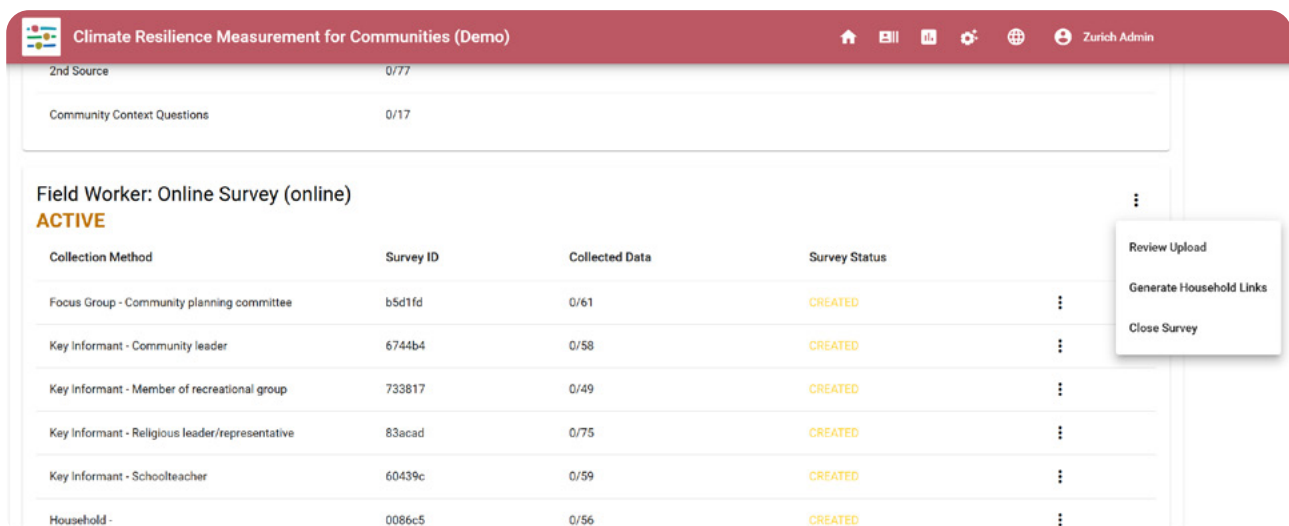 Climate Resilience Measurement for Communities (Demo) Zurich Admin
2nd Source 0/77
Community Context Questions 0/17
Field Worker: Online Survey (online)
ACTIVE
Review Upload
Generate Household Links
Close Survey
Collection Method Survey ID Collected Data Survey Status
Focus Group - Community planning committee b5d1fd 0/61 CREATED
Key Informant - Community leader 6744b4 0/58 CREATED
Key Informant - Member of recreational group 733817 0/49 CREATED
Key Informant - Religious leader/representative 83acad 0/75 CREATED
Key Informant - Schoolteacher 60439c 0/59 CREATED
Household - 0086c5 0/56 CREATED